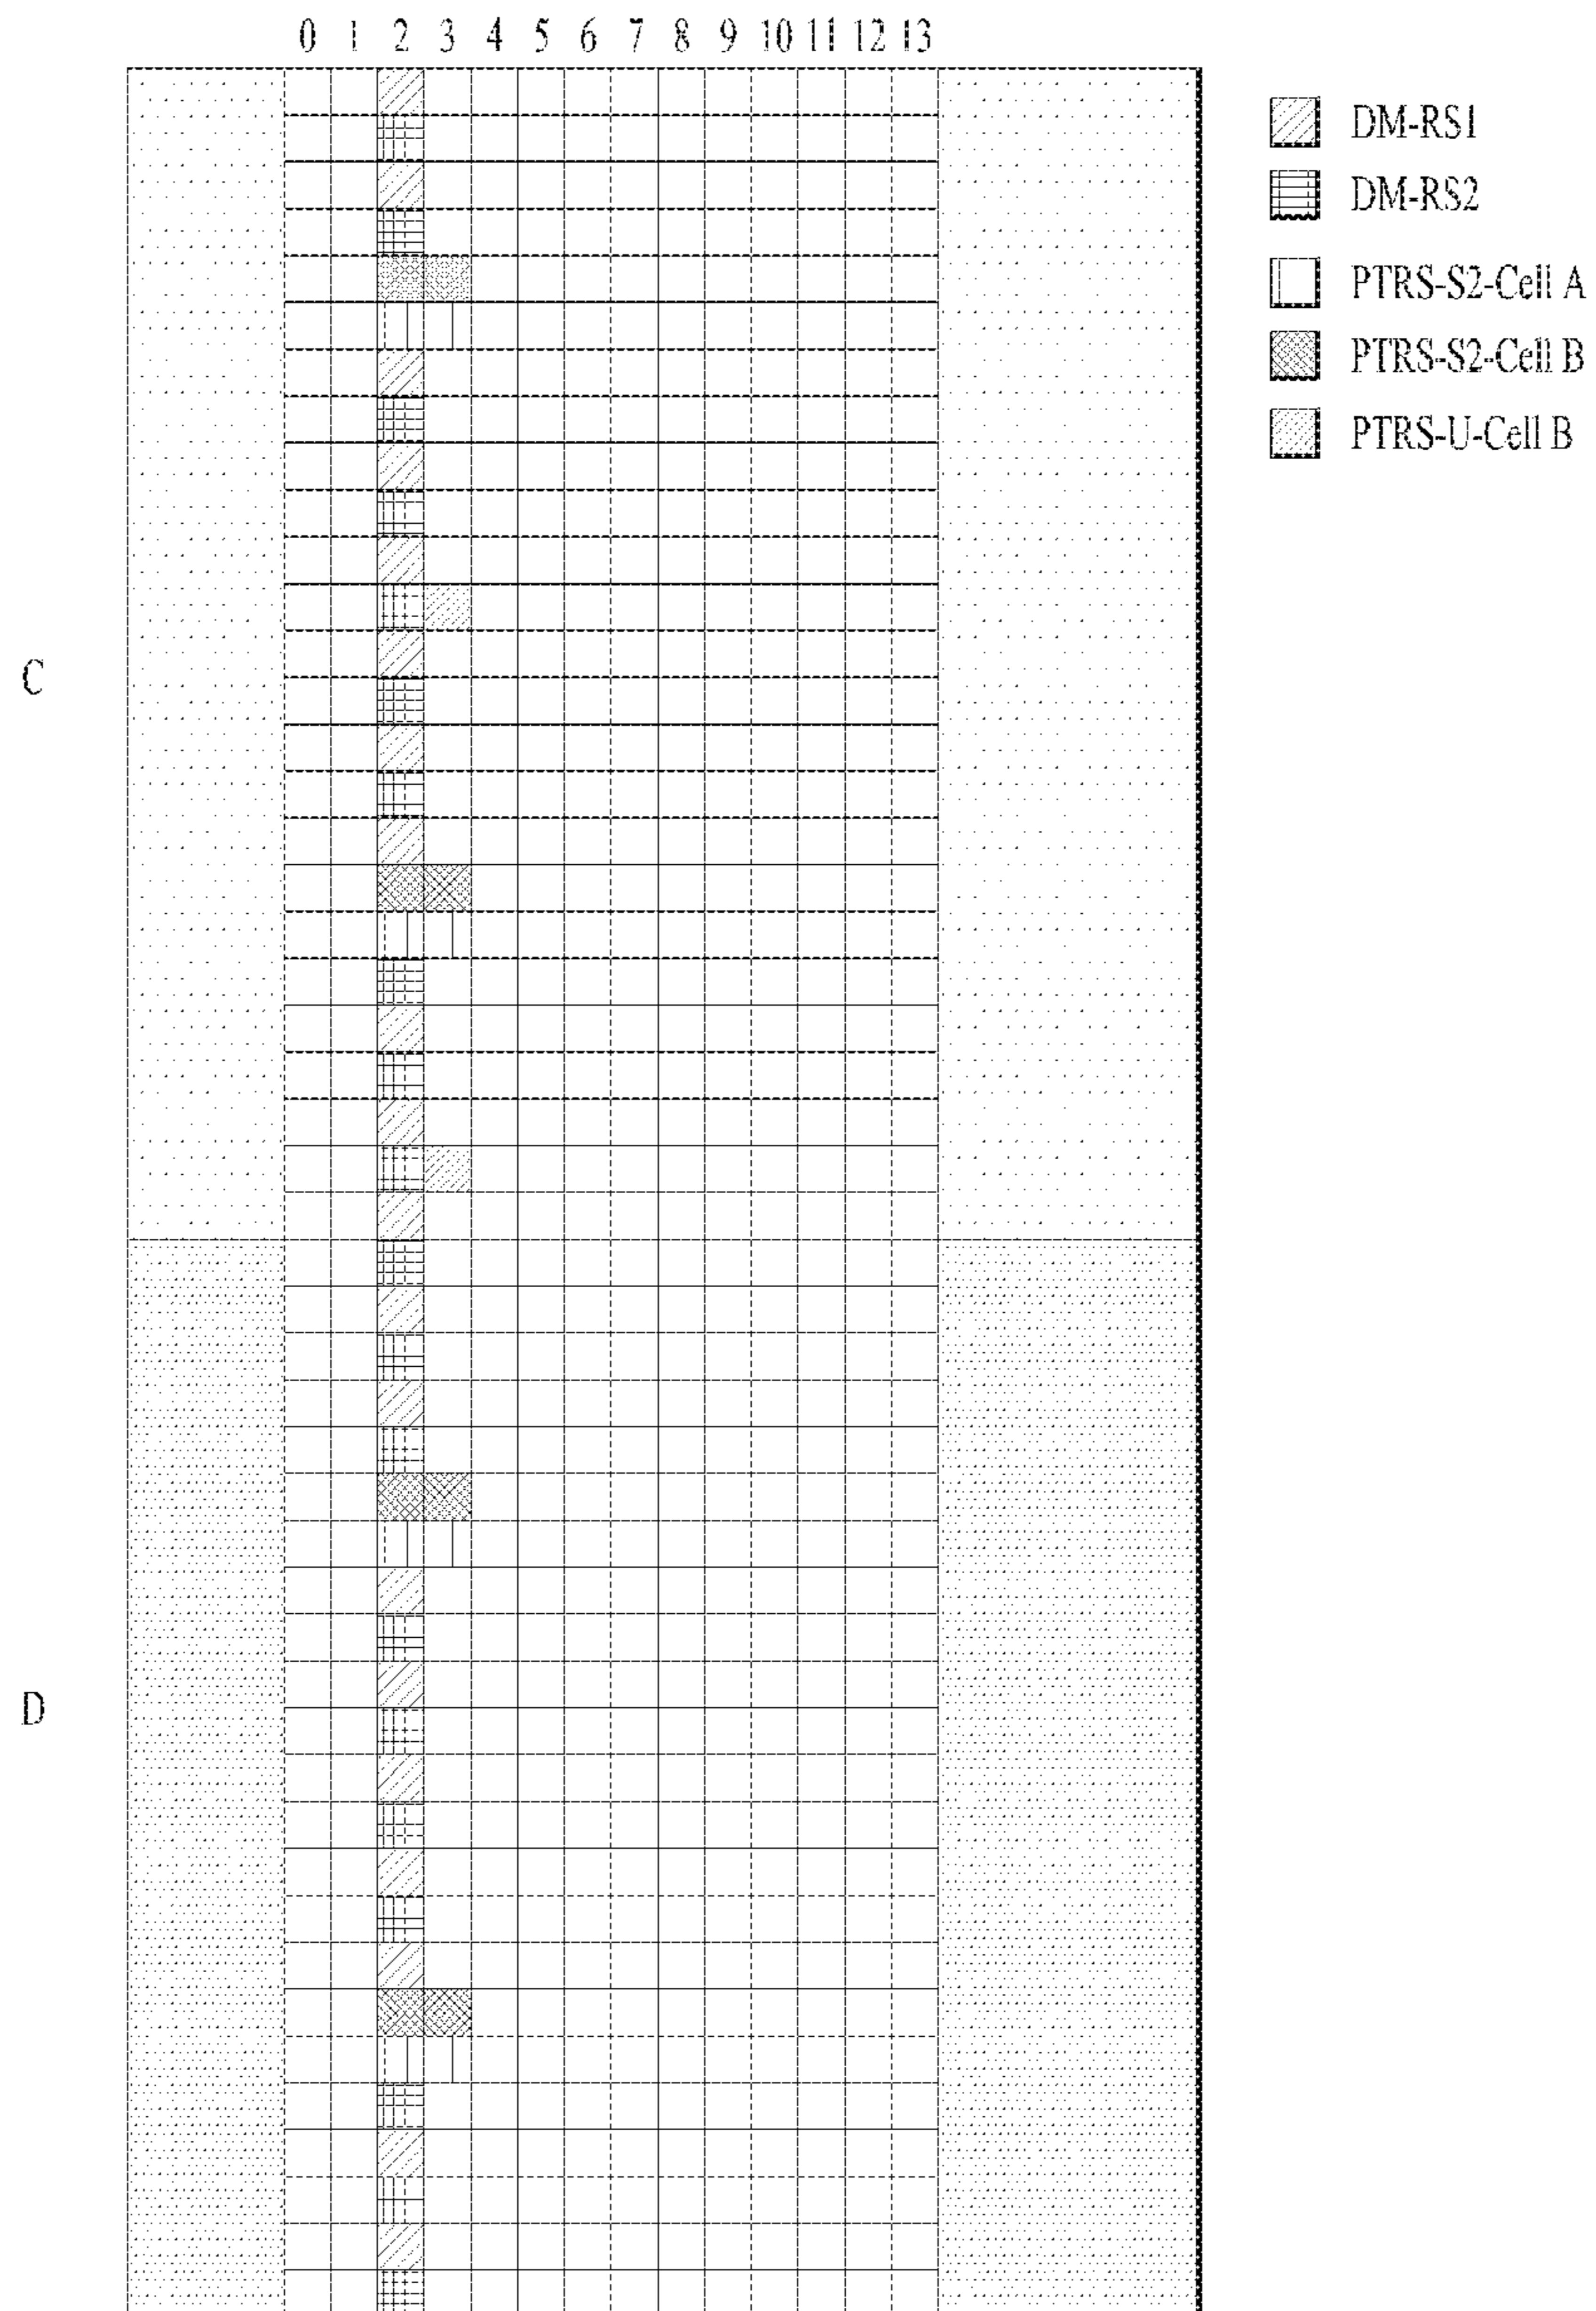 0 1 2 3 4 5 6 7 8 9 10 11 12 13
DM-RS1
DM-RS2
PTRS-S2-Cell A
PTRS-S2-Cell B
PTRS-U-Cell B
C
D